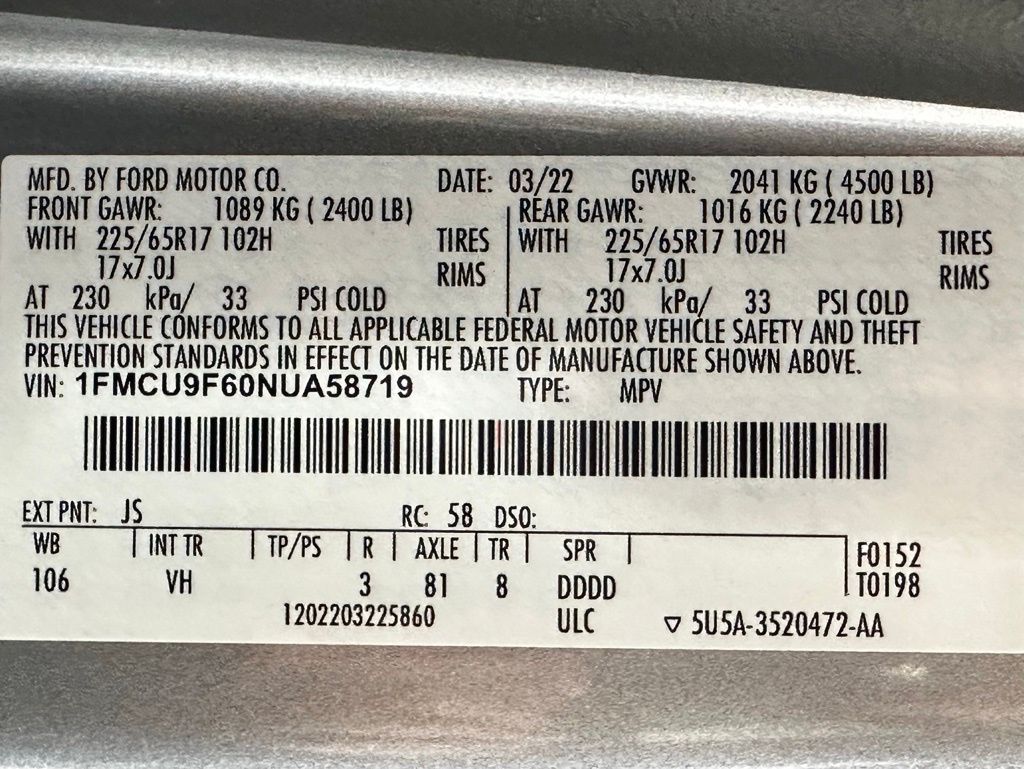 MFD. BY FORD MOTOR CO. DATE: 03/22 GVWR: 2041 KG ( 4500 LB)
FRONT GAWR: 1089 KG ( 2400 LB) REAR GAWR: 1016 KG ( 2240 LB)
WITH 225/65R17 102H TIRES WITH 225/65R17 102H TIRES
17x7.0J RIMS 17x7.0J RIMS
AT 230 kPa/ 33 PSI COLD AT 230 kPa/ 33 PSI COLD
THIS VEHICLE CONFORMS TO ALL APPLICABLE FEDERAL MOTOR VEHICLE SAFETY AND THEFT
PREVENTION STANDARDS IN EFFECT ON THE DATE OF MANUFACTURE SHOWN ABOVE.
VIN: 1FMCU9F60NUA58719 TYPE: MPV
EXT PNT: JS RC: 58 DSO:
WB INT TR TP/PS R AXLE TR SPR F0152
106 VH 3 81 8 DDDD T0198
1202203225860 ULC ▽ 5U5A-3520472-AA